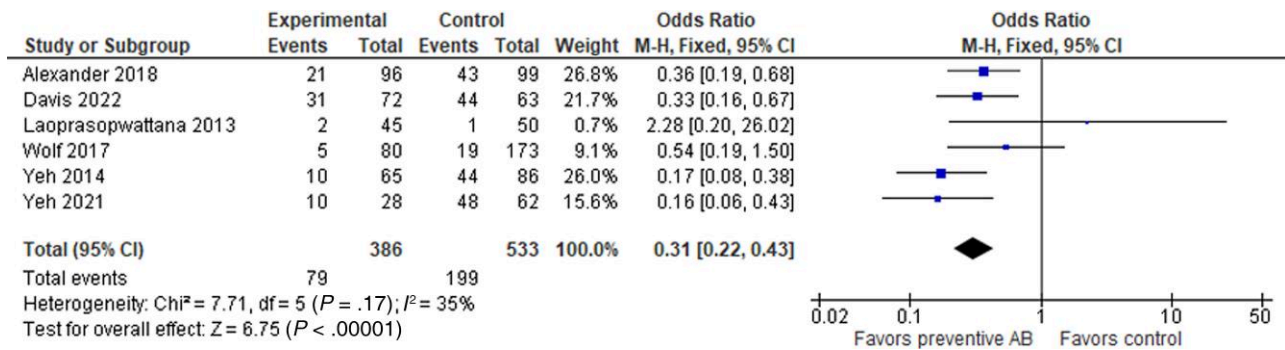 Experimental Control Odds Ratio Odds Ratio
Study or Subgroup Events Total Events Total Weight M-H, Fixed, 95% CI M-H, Fixed, 95% CI
Alexander 2018 21 96 43 99 26.8% 0.36 [0.19, 0.68]
Davis 2022 31 72 44 63 21.7% 0.33 [0.16, 0.67]
Laoprasopwattana 2013 2 45 1 50 0.7% 2.28 [0.20, 26.02]
Wolf 2017 5 80 19 173 9.1% 0.54 [0.19, 1.50]
Yeh 2014 10 65 44 86 26.0% 0.17 [0.08, 0.38]
Yeh 2021 10 28 48 62 15.6% 0.16 [0.06, 0.43]
Total (95% CI) 386 533 100.0% 0.31 [0.22, 0.43]
Total events 79 199
Heterogeneity: Chi² = 7.71, df = 5 (P = .17); I² = 35%
Test for overall effect: Z = 6.75 (P < .00001)
0.02 0.1 1 10 50
Favors preventive AB Favors control